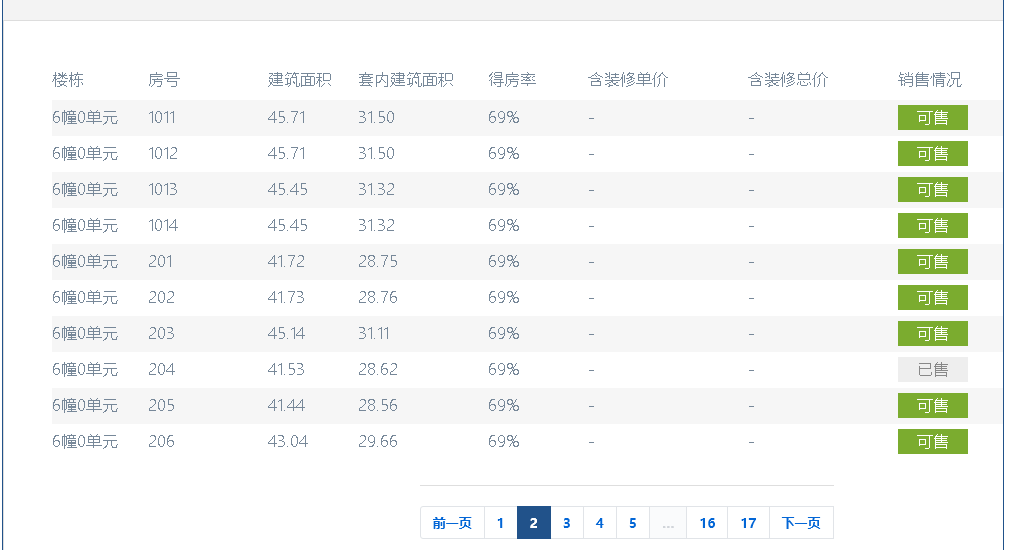 楼栋 房号 建筑面积 套内建筑面积 得房率 含装修单价 含装修总价 销售情况
6幢0单元 1011 45.71 31.50 69% - - 可售
6幢0单元 1012 45.71 31.50 69% - - 可售
6幢0单元 1013 45.45 31.32 69% - - 可售
6幢0单元 1014 45.45 31.32 69% - - 可售
6幢0单元 201 41.72 28.75 69% - - 可售
6幢0单元 202 41.73 28.76 69% - - 可售
6幢0单元 203 45.14 31.11 69% - - 可售
6幢0单元 204 41.53 28.62 69% - - 已售
6幢0单元 205 41.44 28.56 69% - - 可售
6幢0单元 206 43.04 29.66 69% - - 可售
前一页 1 2 3 4 5 ... 16 17 下一页